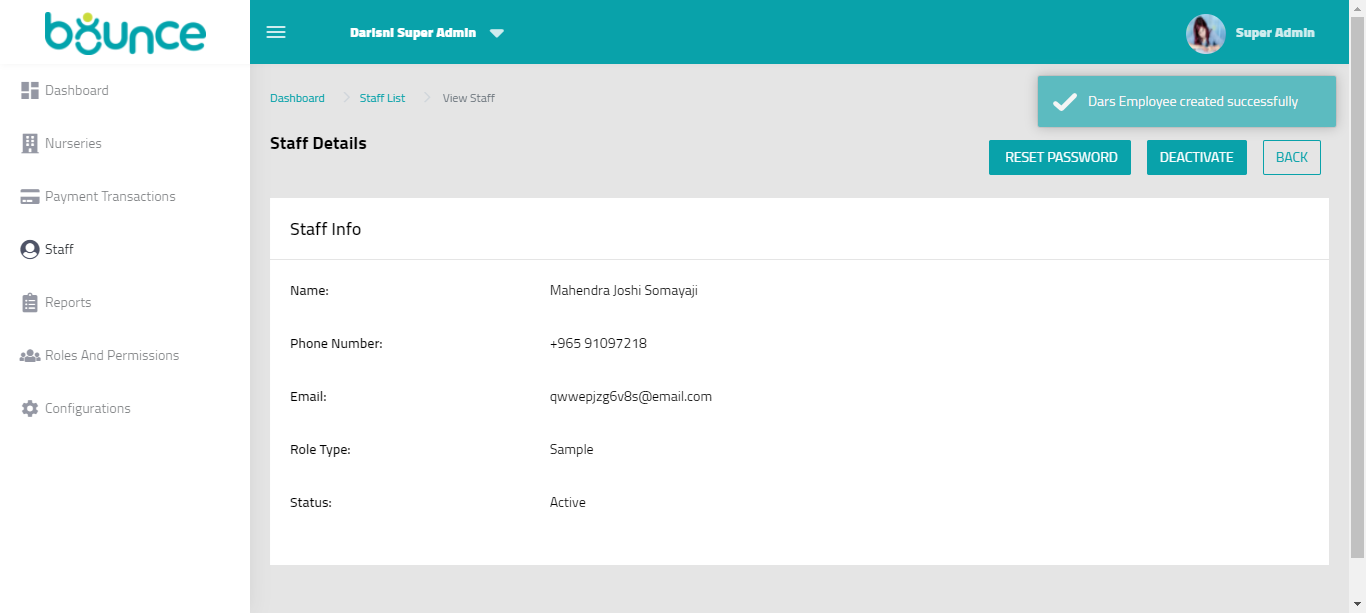 bounce
Darisni Super Admin
Super Admin
Dashboard
Nurseries
Payment Transactions
Staff
Reports
Roles And Permissions
Configurations
Dashboard Staff List View Staff
Dars Employee created successfully
Staff Details
RESET PASSWORD DEACTIVATE BACK
Staff Info
Name: Mahendra Joshi Somayaji
Phone Number: +965 91097218
Email: qwwepjzg6v8s@email.com
Role Type: Sample
Status: Active